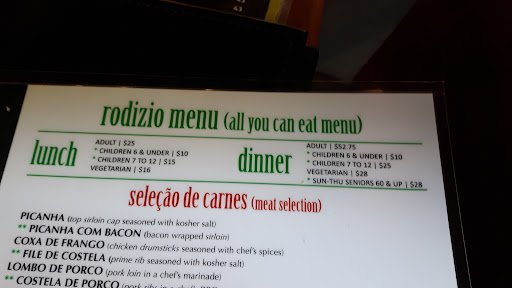 rodizio menu (all you can eat menu)
lunch
ADULT | $25
* CHILDREN 6 & UNDER | $10
* CHILDREN 7 TO 12 | $15
VEGETARIAN | $16
dinner
ADULT | $52.75
* CHILDREN 6 & UNDER | $10
* CHILDREN 7 TO 12 | $25
VEGETARIAN | $28
* SUN-THU SENIORS 60 & UP | $28
seleção de carnes (meat selection)
PICANHA (top sirloin cap seasoned with kosher salt)
** PICANHA COM BACON (bacon wrapped sirloin)
COXA DE FRANGO (chicken drumsticks seasoned with chef's spices)
** FILE DE COSTELA (prime rib seasoned with kosher salt)
LOMBO DE PORCO (pork loin in a chef's marinade)
** COSTELA DE PORCO (pork ribs in a chef's